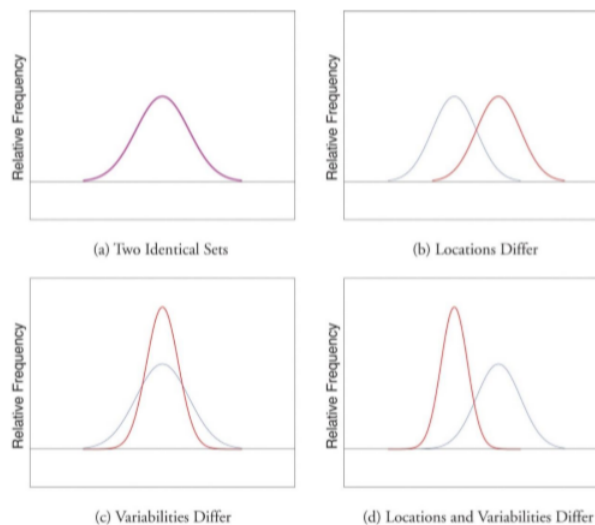 Relative Frequency
Relative Frequency
(a) Two Identical Sets
(b) Locations Differ
Relative Frequency
Relative Frequency
(c) Variabilities Differ
(d) Locations and Variabilities Differ